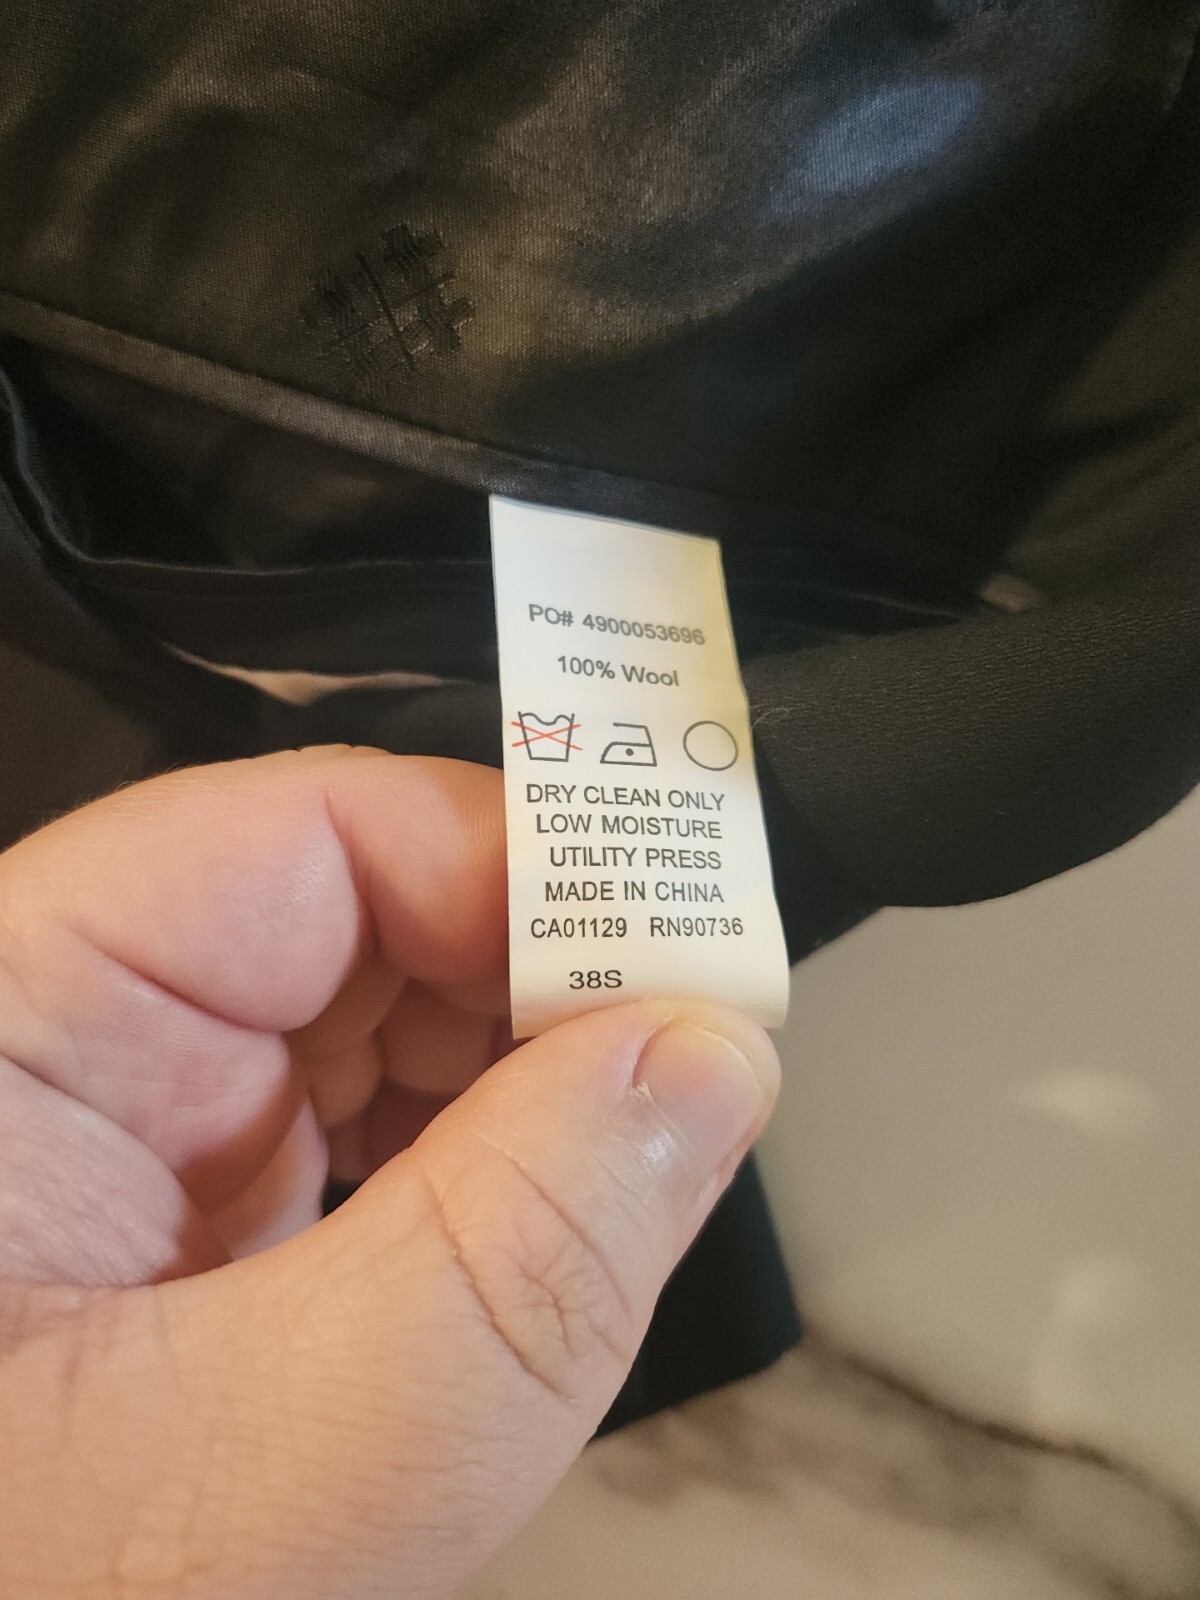 PO# 4900053696
100% Wool
DRY CLEAN ONLY
LOW MOISTURE
UTILITY PRESS
MADE IN CHINA
CA01129 RN90736
38S